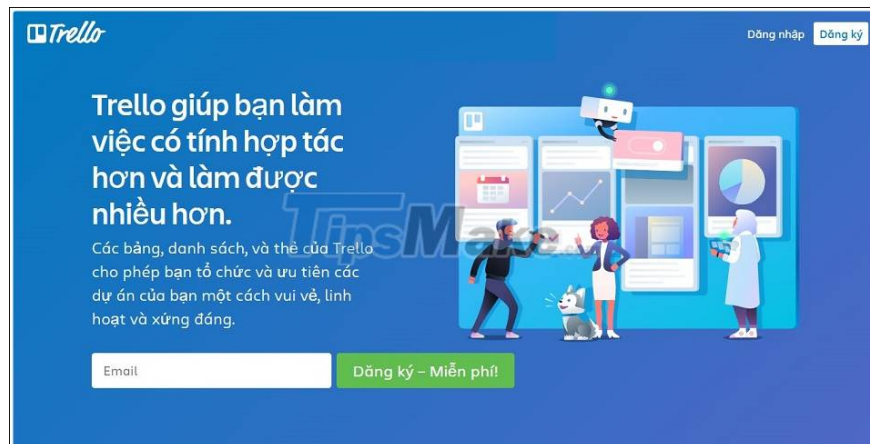 Trello
Đăng nhập
Đăng ký
Trello giúp bạn làm
việc có tính hợp tác
hơn và làm được
nhiều hơn.
Các bảng, danh sách, và thẻ của Trello
cho phép bạn tổ chức và ưu tiên các
dự án của bạn một cách vui vẻ, linh
hoạt và xứng đáng.
TipsMake
Email
Đăng ký – Miễn phí!